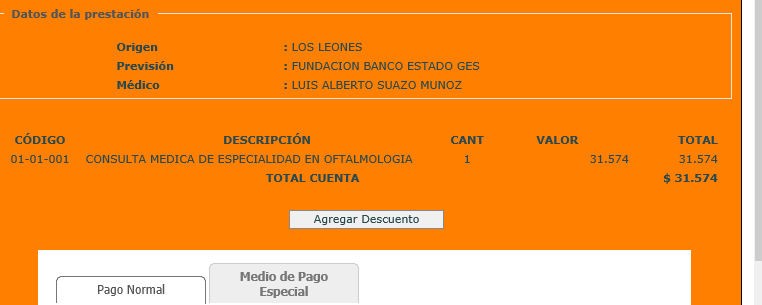 Datos de la prestación
Origen : LOS LEONES
Previsión : FUNDACION BANCO ESTADO GES
Médico : LUIS ALBERTO SUAZO MUNOZ
CÓDIGO DESCRIPCIÓN CANT VALOR TOTAL
01-01-001 CONSULTA MEDICA DE ESPECIALIDAD EN OFTALMOLOGIA 1 31.574 31.574
TOTAL CUENTA $ 31.574
Agregar Descuento
Pago Normal
Medio de Pago
Especial